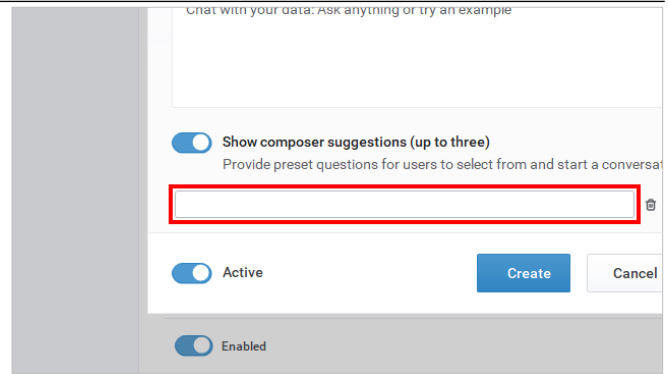 Chat with your data: Ask anything or try an example
Show composer suggestions (up to three)
Provide preset questions for users to select from and start a conversat
Active
Create
Cancel
Enabled